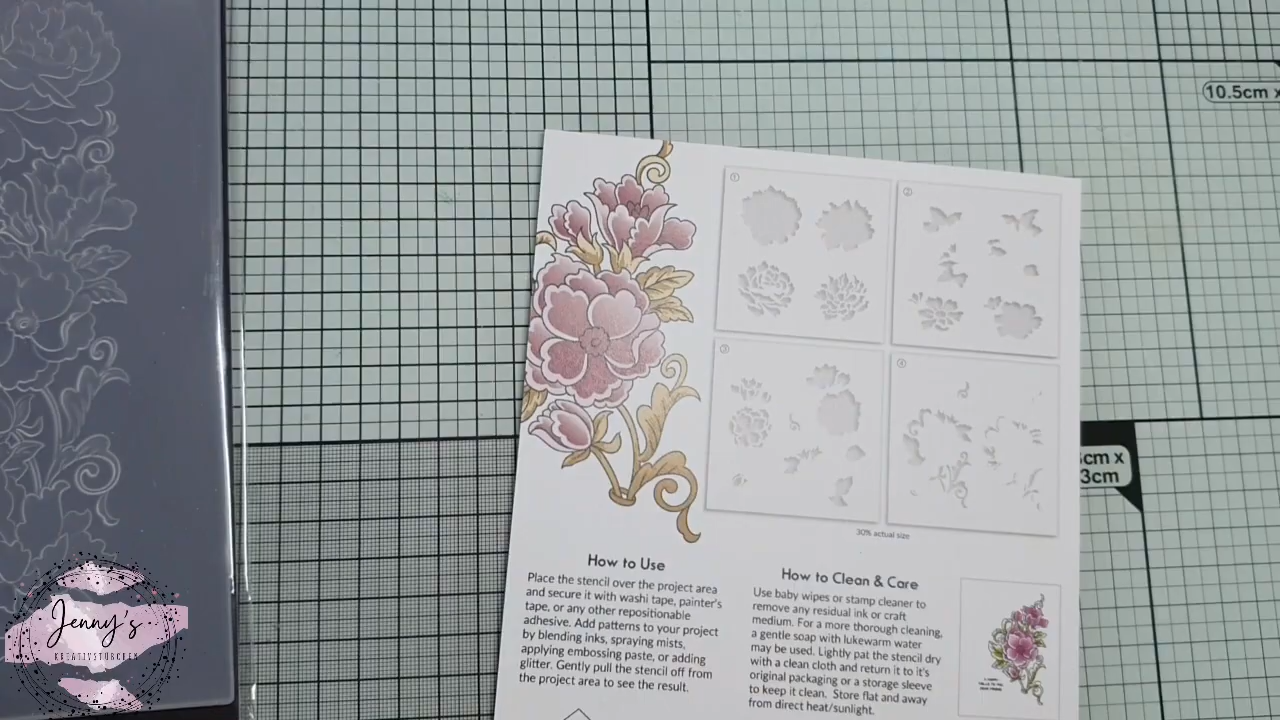 10.5cm x
cm x
3cm
1
2
3
4
30% actual size
How to Use
Place the stencil over the project area
and secure it with washi tape, painter's
tape, or any other repositionable
adhesive. Add patterns to your project
by blending inks, spraying mists,
applying embossing paste, or adding
glitter. Gently pull the stencil off from
the project area to see the result.
How to Clean & Care
Use baby wipes or stamp cleaner to
remove any residual ink or craft
medium. For a more thorough cleaning,
a gentle soap with lukewarm water
may be used. Lightly pat the stencil dry
with a clean cloth and return it to it's
original packaging or a storage sleeve
to keep it clean. Store flat and away
from direct heat/sunlight.
Jenny's